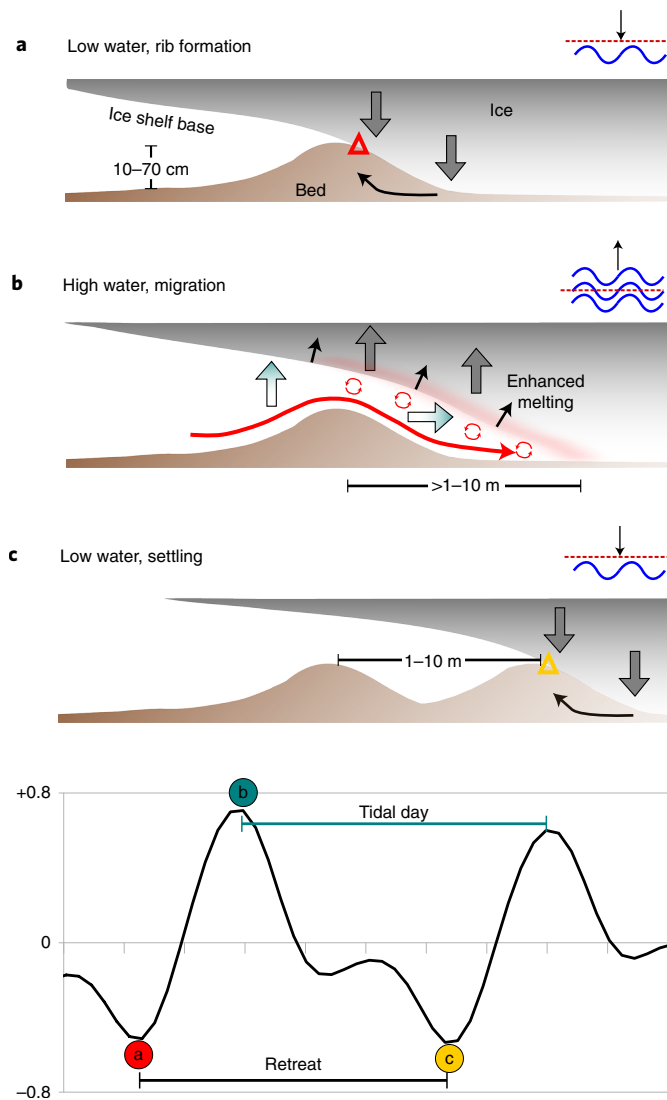 a Low water, rib formation
Ice shelf base
Ice
10–70 cm
Bed
b High water, migration
Enhanced
melting
>1–10 m
c Low water, settling
1–10 m
+0.8
b
Tidal day
0
a
c
Retreat
–0.8